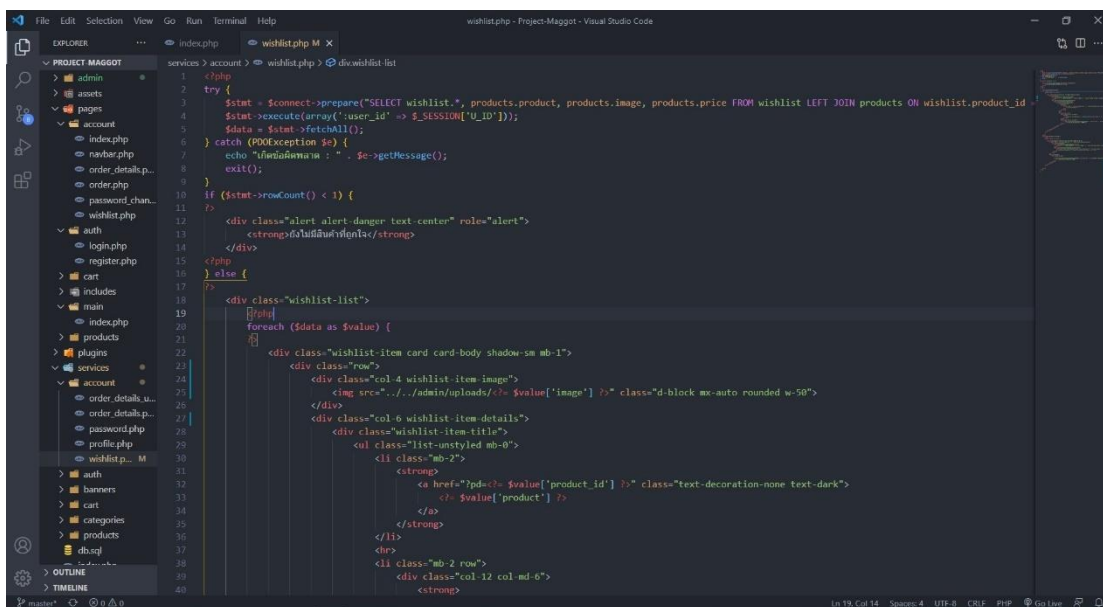 File Edit Selection View Go Run Terminal Help
wishlist.php - Project-Maggot - Visual Studio Code
EXPLORER
index.php
wishlist.php M
PROJECT-MAGGOT
admin
assets
pages
account
index.php
navbar.php
order_details.p...
order.php
password_chan...
wishlist.php
auth
login.php
register.php
cart
includes
main
index.php
products
plugins
services
account
order_details_u...
order_details.p...
password.php
profile.php
wishlist.p... M
auth
banners
cart
categories
products
db.sql
OUTLINE
TIMELINE
services > account > wishlist.php > div.wishlist-list
1 <?php
2 try {
3 $stmt = $connect->prepare("SELECT wishlist.*, products.product, products.image, products.price FROM wishlist LEFT JOIN products ON wishlist.product_id =
4 $stmt->execute(array(':user_id' => $_SESSION['U_ID']));
5 $data = $stmt->fetchAll();
6 } catch (PDOException $e) {
7 echo "เกิดข้อผิดพลาด : " . $e->getMessage();
8 exit();
9 }
10 if ($stmt->rowCount() < 1) {
11 ?>
12 <div class="alert alert-danger text-center" role="alert">
13 <strong>ยังไม่มีสินค้าที่ถูกใจ</strong>
14 </div>
15 <?php
16 } else {
17 ?>
18 <div class="wishlist-list">
19 <?php
20 foreach ($data as $value) {
21 ?>
22 <div class="wishlist-item card card-body shadow-sm mb-1">
23 <div class="row">
24 <div class="col-4 wishlist-item-image">
25 <img src="../../admin/uploads/<?= $value['image'] ?>" class="d-block mx-auto rounded w-50">
26 </div>
27 <div class="col-6 wishlist-item-details">
28 <div class="wishlist-item-title">
29 <ul class="list-unstyled mb-0">
30 <li class="mb-2">
31 <strong>
32 <a href="?pd=<?= $value['product_id'] ?>" class="text-decoration-none text-dark">
33 <?= $value['product'] ?>
34 </a>
35 </strong>
36 </li>
37 <hr>
38 <li class="mb-2 row">
39 <div class="col-12 col-md-6">
40 <strong>
master* 0 0
Ln 19, Col 14 Spaces: 4 UTF-8 CRLF PHP Go Live